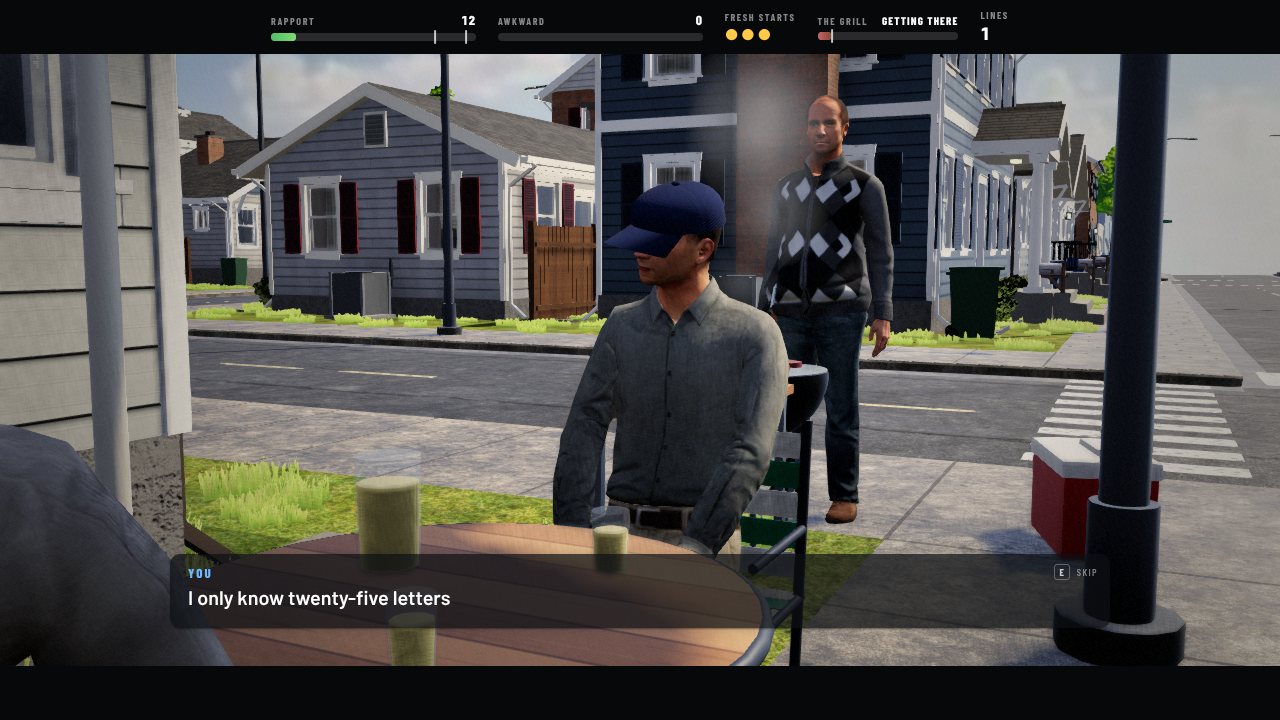 RAPPORT 12
AWKWARD 0
FRESH STARTS
THE GRILL GETTING THERE
LINES
1
YOU
E SKIP
I only know twenty-five letters